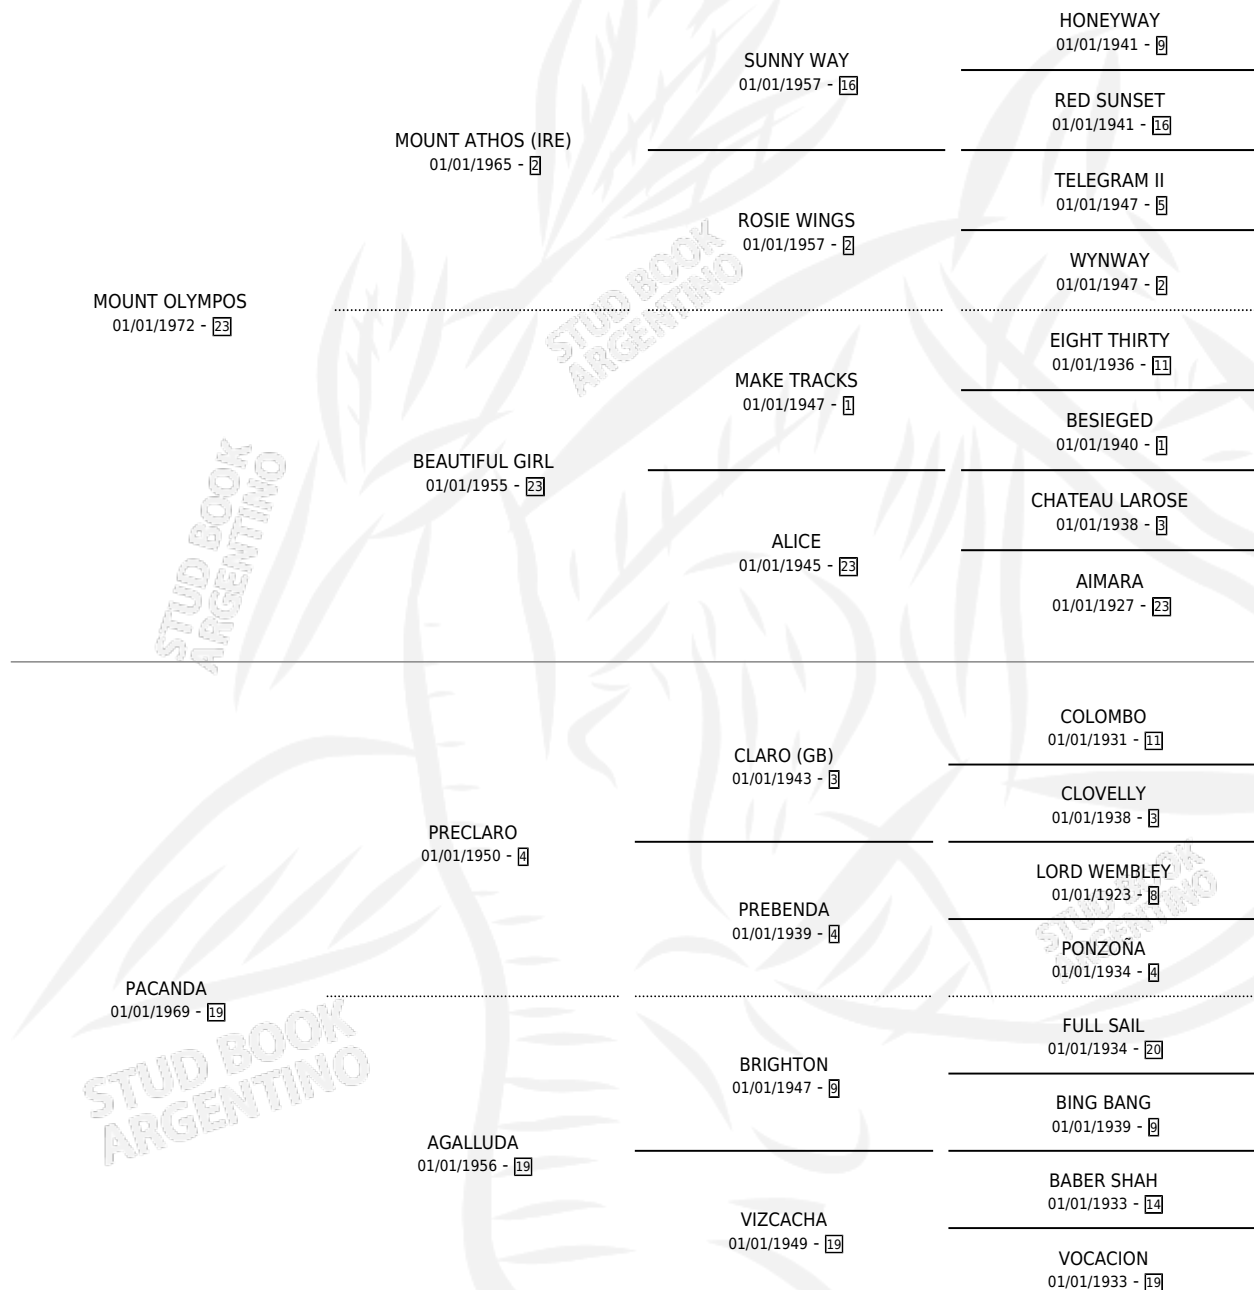 HONEYWAY
01/01/1941 - 9
SUNNY WAY
01/01/1957 - 16
RED SUNSET
01/01/1941 - 16
MOUNT ATHOS (IRE)
01/01/1965 - 2
TELEGRAM II
01/01/1947 - 5
ROSIE WINGS
01/01/1957 - 2
WYNWAY
01/01/1947 - 2
MOUNT OLYMPOS
01/01/1972 - 23
EIGHT THIRTY
01/01/1936 - 11
MAKE TRACKS
01/01/1947 - 1
BESIEGED
01/01/1940 - 1
BEAUTIFUL GIRL
01/01/1955 - 23
CHATEAU LAROSE
01/01/1938 - 3
ALICE
01/01/1945 - 23
AIMARA
01/01/1927 - 23
STUD BOOK
ARGENTINO
STUD BOOK
ARGENTINO
COLOMBO
01/01/1931 - 11
CLARO (GB)
01/01/1943 - 3
CLOVELLY
01/01/1938 - 3
PRECLARO
01/01/1950 - 4
LORD WEMBLEY
01/01/1923 - 8
PREBENDA
01/01/1939 - 4
PONZOÑA
01/01/1934 - 4
STUD BOOK
ARGENTINO
PACANDA
01/01/1969 - 19
FULL SAIL
01/01/1934 - 20
BRIGHTON
01/01/1947 - 9
BING BANG
01/01/1939 - 9
AGALLUDA
01/01/1956 - 19
BABER SHAH
01/01/1933 - 14
VIZCACHA
01/01/1949 - 19
VOCACION
01/01/1933 - 19
STUD BOOK
ARGENTINO